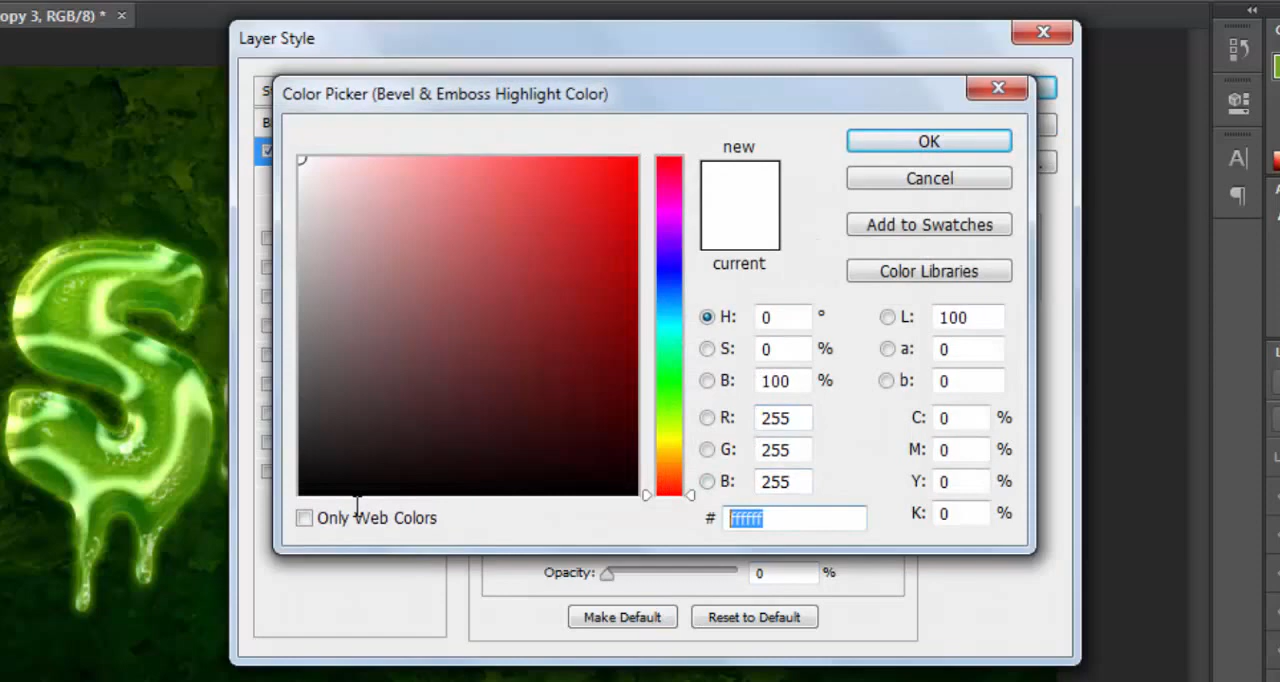 opy 3, RGB/8) * ×
Layer Style
Color Picker (Bevel & Emboss Highlight Color)
new
current
OK
Cancel
Add to Swatches
Color Libraries
H: 0 °
S: 0 %
B: 100 %
R: 255
G: 255
B: 255
# ffffff
L: 100
a: 0
b: 0
C: 0 %
M: 0 %
Y: 0 %
K: 0 %
Only Web Colors
Opacity: 0 %
Make Default
Reset to Default
S
A